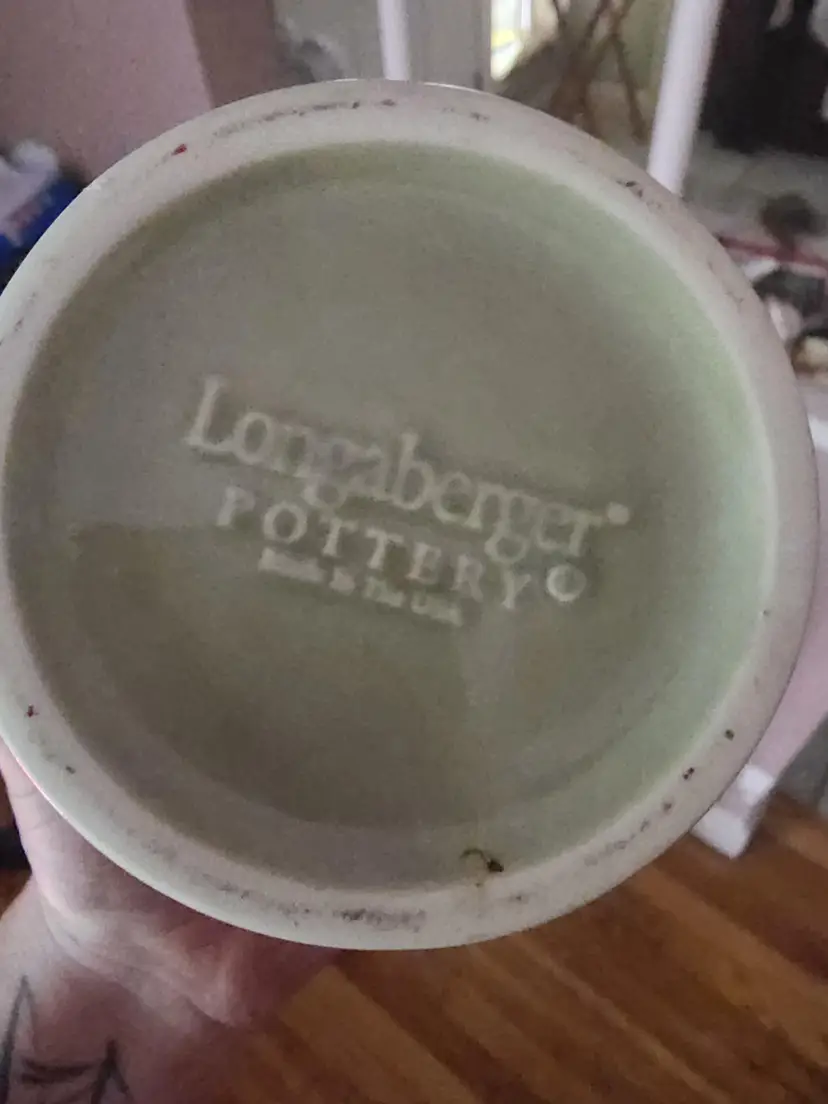 Longaberger®
POTTERY©
Made In The USA